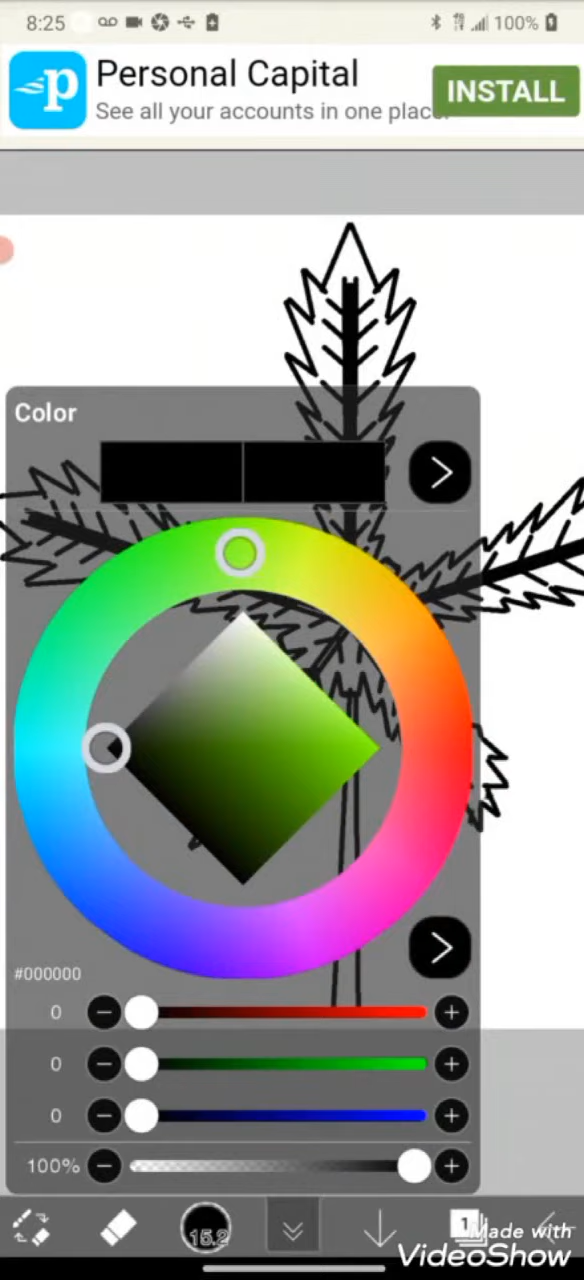 8:25
100%
Personal Capital
See all your accounts in one place.
INSTALL
Color
#000000
0
0
0
100%
15.2
1
Made with
VideoShow